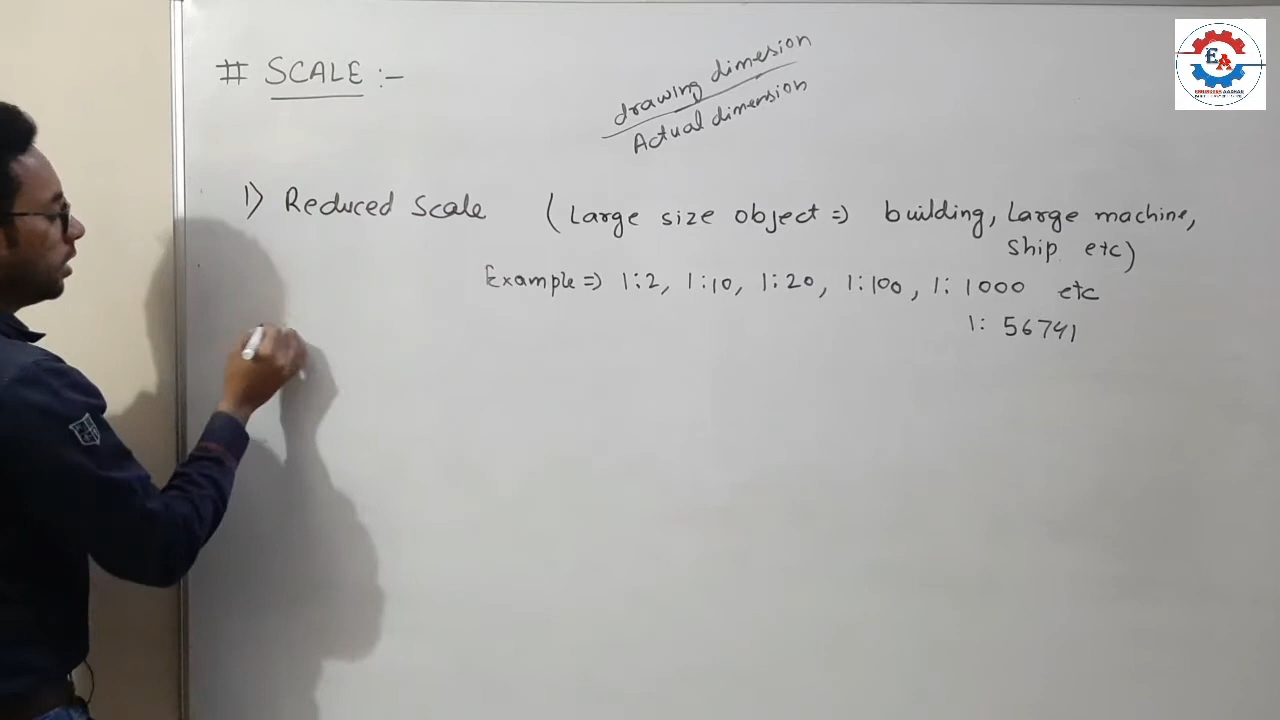 # SCALE :-
drawing dimesion
Actual dimension
1) Reduced Scale (Large size object => building, Large machine,
ship etc)
Example => 1:2, 1:10, 1:20, 1:100, 1: 1000 etc
1: 56741
EA